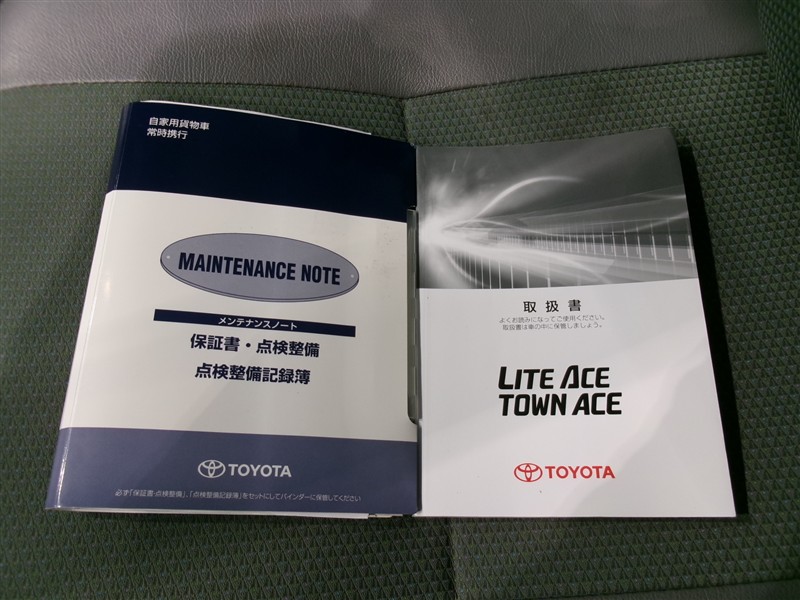 自家用貨物車
常時携行
MAINTENANCE NOTE
メンテナンスノート
保証書・点検整備
点検整備記録簿
TOYOTA
必ず「保証書・点検整備」、「点検整備記録簿」をセットにしてバインダーに保管してください
取扱書
よくお読みになってご使用ください。
取扱書は車の中に保管しましょう。
LITE ACE
TOWN ACE
TOYOTA